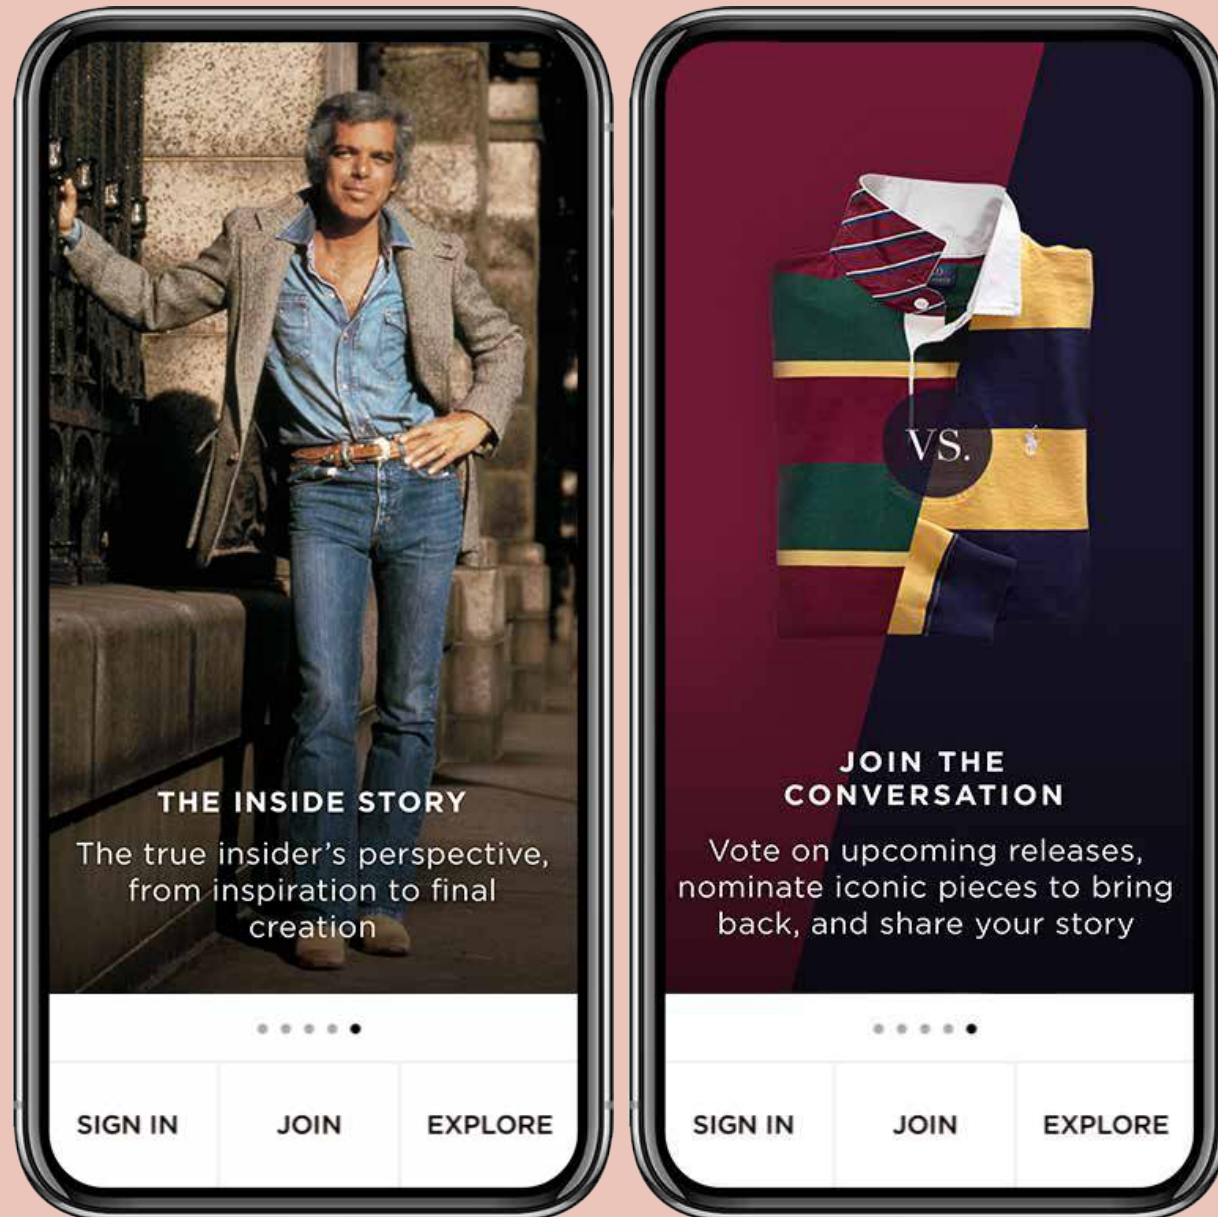 THE INSIDE STORY
The true insider's perspective,
from inspiration to final
creation
SIGN IN
JOIN
EXPLORE
VS.
JOIN THE
CONVERSATION
Vote on upcoming releases,
nominate iconic pieces to bring
back, and share your story
SIGN IN
JOIN
EXPLORE